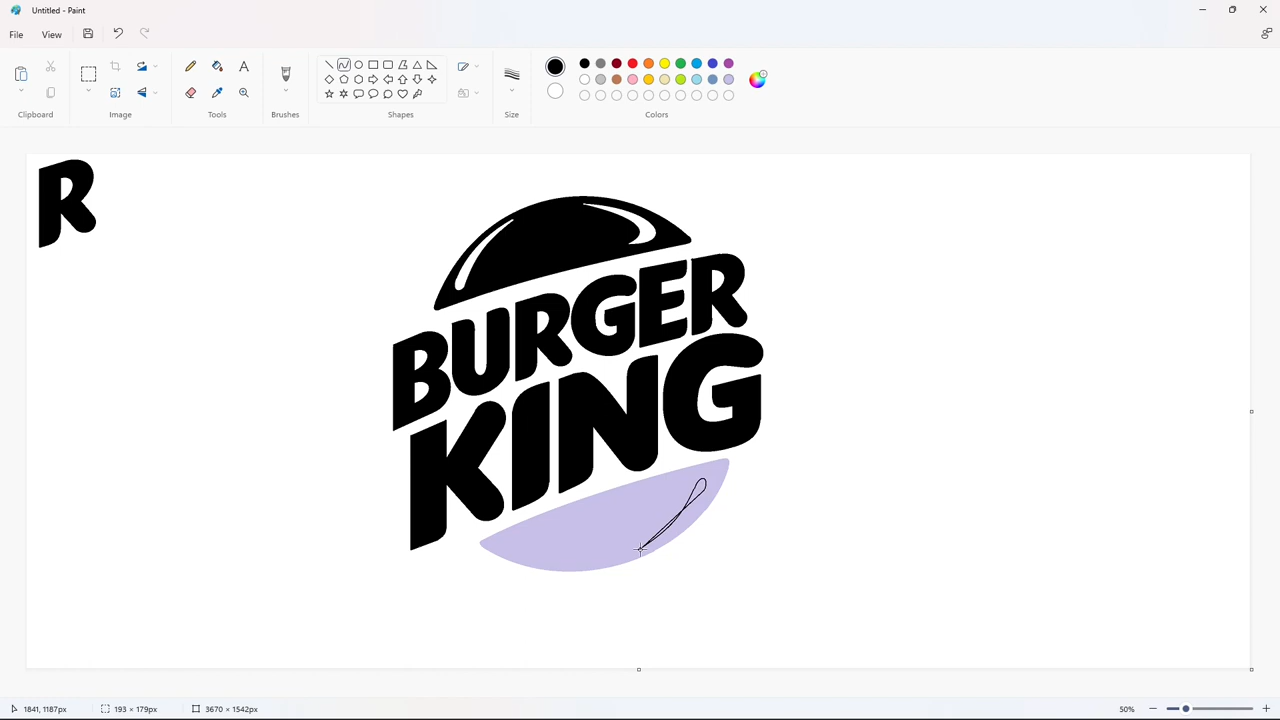 Untitled - Paint
File View
Clipboard Image Tools Brushes Shapes Size Colors
R
BURGER
KING
1841, 1187px 193 × 179px 3670 × 1542px 50%